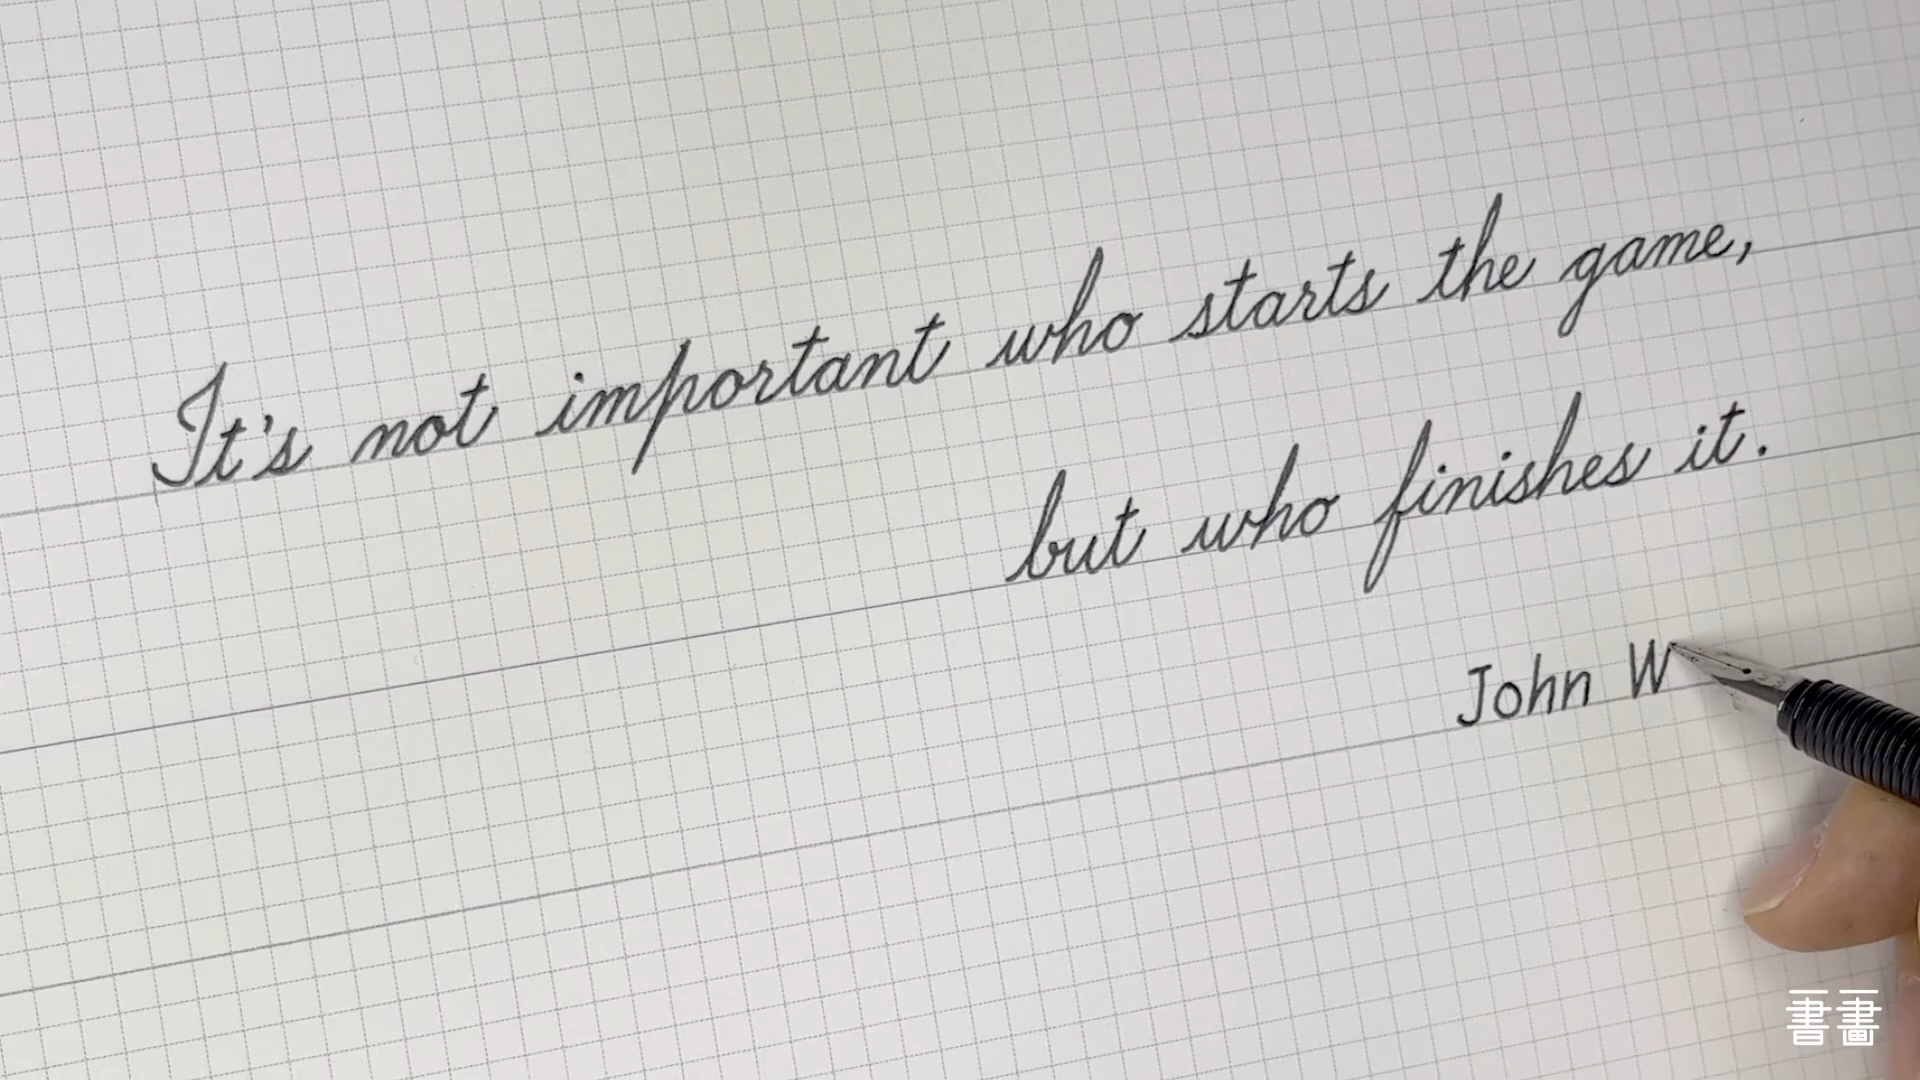 It's not important who starts the game,
but who finishes it.
John W
書畫